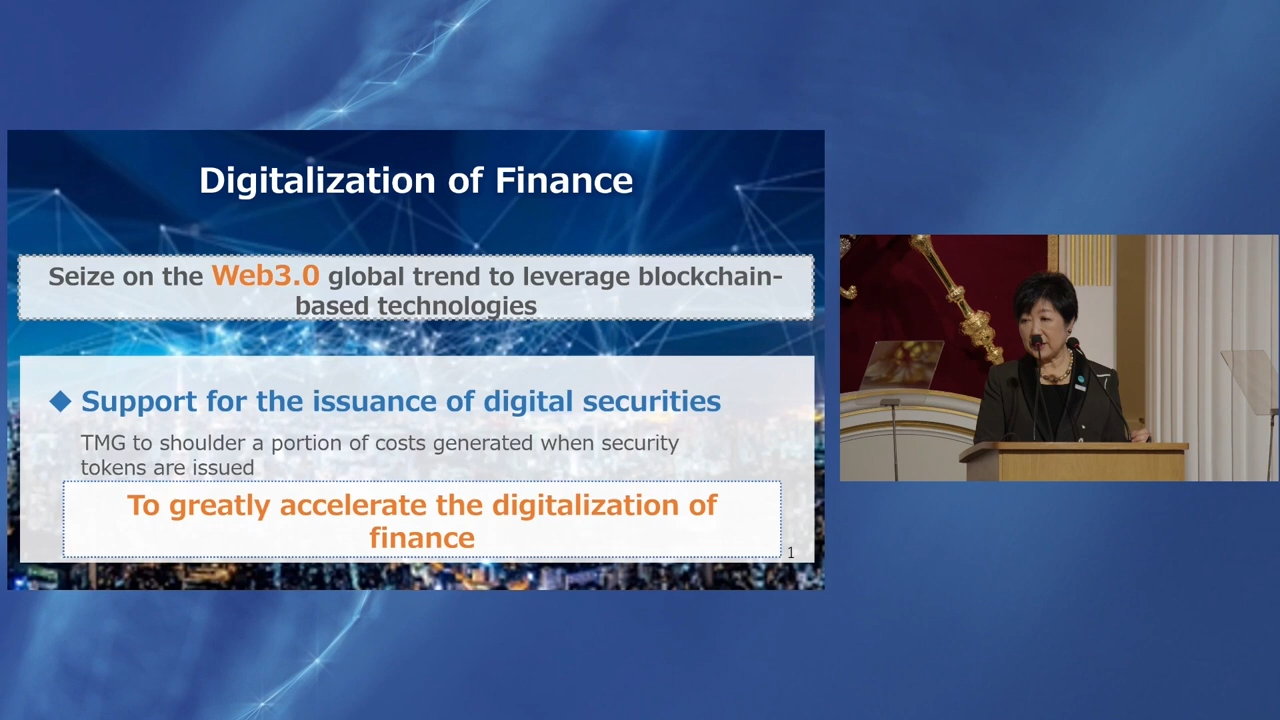 Digitalization of Finance
Seize on the Web3.0 global trend to leverage blockchain-
based technologies
◆ Support for the issuance of digital securities
TMG to shoulder a portion of costs generated when security
tokens are issued
To greatly accelerate the digitalization of
finance
1